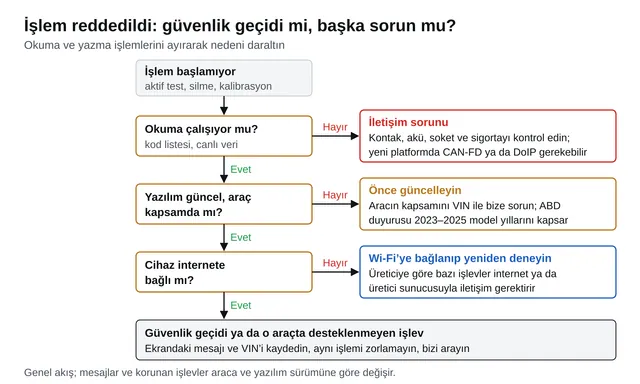 İşlem reddedildi: güvenlik geçidi mi, başka sorun mu?
Okuma ve yazma işlemlerini ayırarak nedeni daraltın
İşlem başlamıyor
aktif test, silme, kalibrasyon
Okuma çalışıyor mu?
kod listesi, canlı veri
Hayır
İletişim sorunu
Kontak, akü, soket ve sigortayı kontrol edin;
yeni platformda CAN-FD ya da DoIP gerekebilir
Evet
Yazılım güncel, araç
kapsamda mı?
Hayır
Önce güncelleyin
Aracın kapsamını VIN ile bize sorun; ABD
duyurusu 2023–2025 model yıllarını kapsar
Evet
Cihaz internete
bağlı mı?
Hayır
Wi-Fi’ye bağlanıp yeniden deneyin
Üreticiye göre bazı işlevler internet ya da
üretici sunucusuyla iletişim gerektirir
Evet
Güvenlik geçidi ya da o araçta desteklenmeyen işlev
Ekrandaki mesajı ve VIN’i kaydedin, aynı işlemi zorlamayın, bizi arayın
Genel akış; mesajlar ve korunan işlevler araca ve yazılım sürümüne göre değişir.